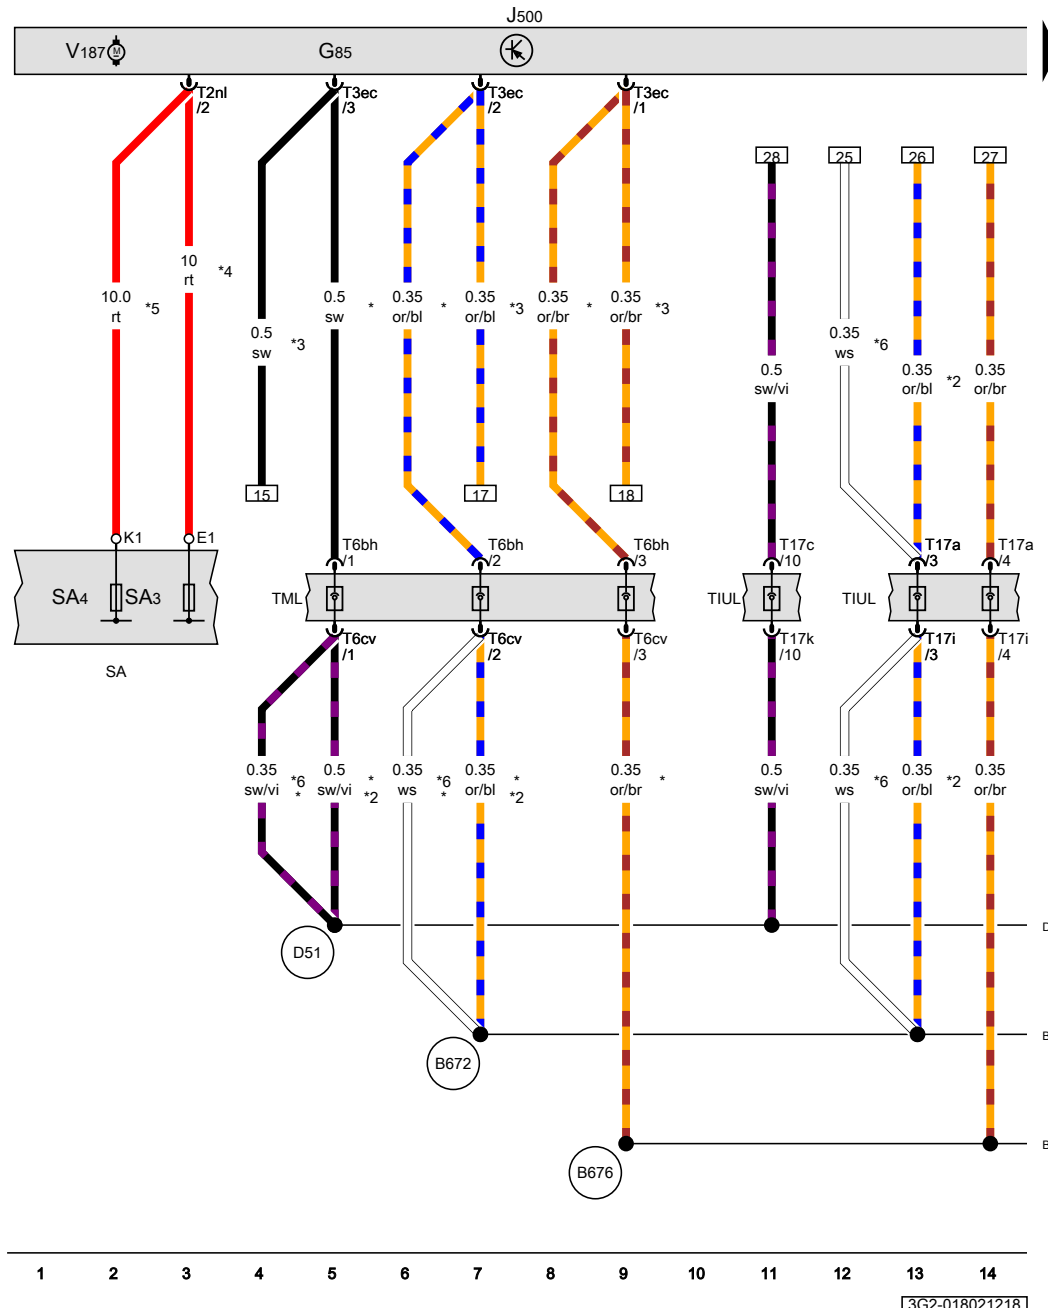 J500
V187 M
G85
T2nl
/2
T3ec
/3
T3ec
/2
T3ec
/1
28
25
26
27
10
rt
*4
10.0
rt
*5
0.5
sw
*
0.35
or/bl
*
0.35
or/bl
*3
0.35
or/br
*
0.35
or/br
*3
0.5
sw
*3
0.35
ws
*6
0.5
sw/vi
0.35
or/bl
*2
0.35
or/br
15
17
18
K1
E1
T6bh
/1
T6bh
/2
T6bh
/3
T17c
/10
T17a
/3
T17a
/4
SA4
SA3
TML
TIUL
TIUL
SA
T6cv
/1
T6cv
/2
T6cv
/3
T17k
/10
T17i
/3
T17i
/4
0.35
sw/vi
*6
*
0.5
sw/vi
*
*2
0.35
ws
*6
*
0.35
or/bl
*
*2
0.35
or/br
*
0.5
sw/vi
0.35
ws
*6
0.35
or/bl
*2
0.35
or/br
D
D51
B
B672
B
B676
1 2 3 4 5 6 7 8 9 10 11 12 13 14
3G2-018021218